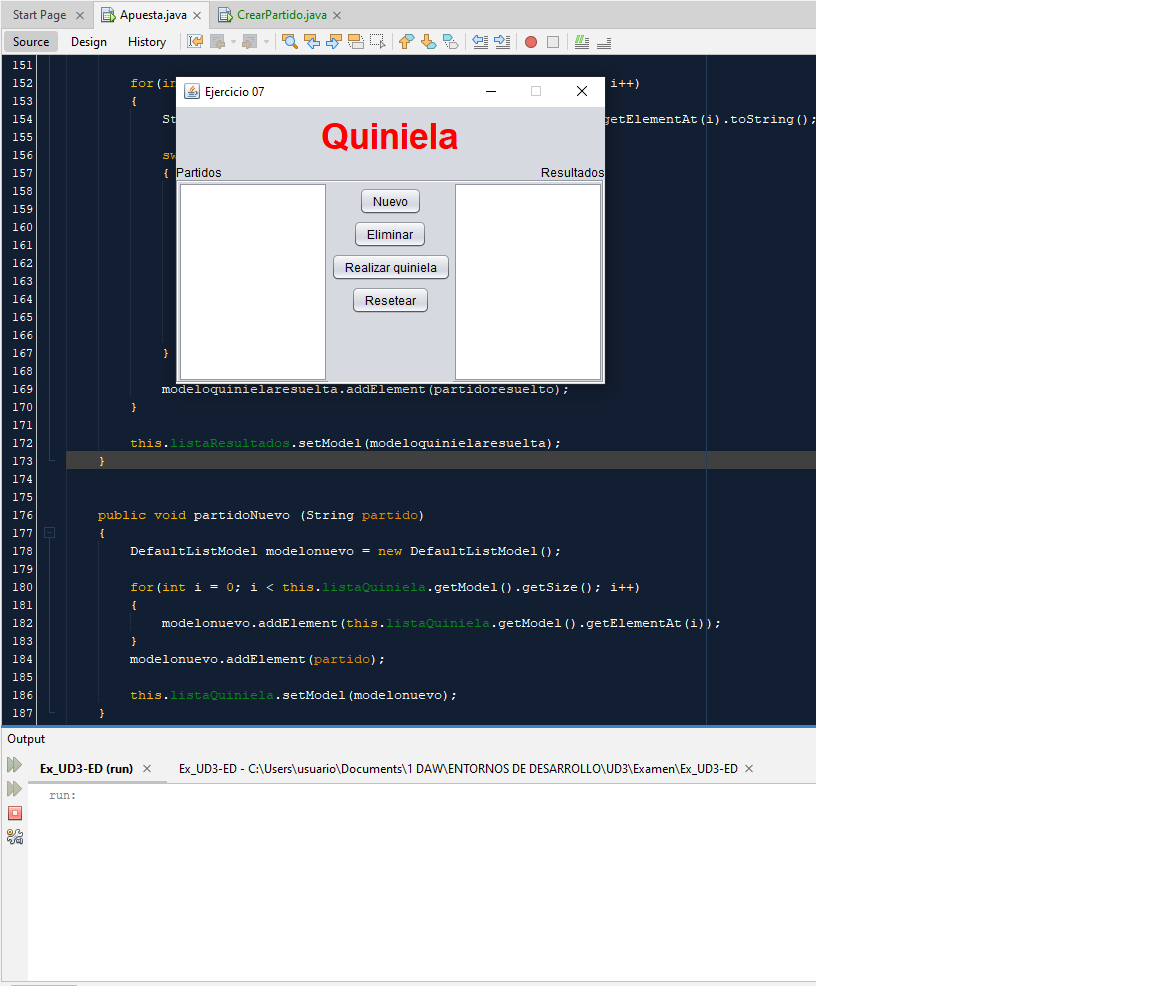 Start Page Apuesta.java CrearPartido.java
Source Design History
151
152 for(in i++)
153 {
154 St getElementAt(i).toString();
155
156 sw
157 {
158
159
160
161
162
163
164
165
166
167 }
168
169 modeloquinielaresuelta.addElement(partidoresuelto);
170 }
171
172 this.listaResultados.setModel(modeloquinielaresuelta);
173 }
174
175
176 public void partidoNuevo (String partido)
177 {
178 DefaultListModel modelonuevo = new DefaultListModel();
179
180 for(int i = 0; i < this.listaQuiniela.getModel().getSize(); i++)
181 {
182 modelonuevo.addElement(this.listaQuiniela.getModel().getElementAt(i));
183 }
184 modelonuevo.addElement(partido);
185
186 this.listaQuiniela.setModel(modelonuevo);
187 }
Ejercicio 07
Quiniela
Partidos Resultados
Nuevo
Eliminar
Realizar quiniela
Resetear
Output
Ex_UD3-ED (run) Ex_UD3-ED - C:\Users\usuario\Documents\1 DAW\ENTORNOS DE DESARROLLO\UD3\Examen\Ex_UD3-ED
run: